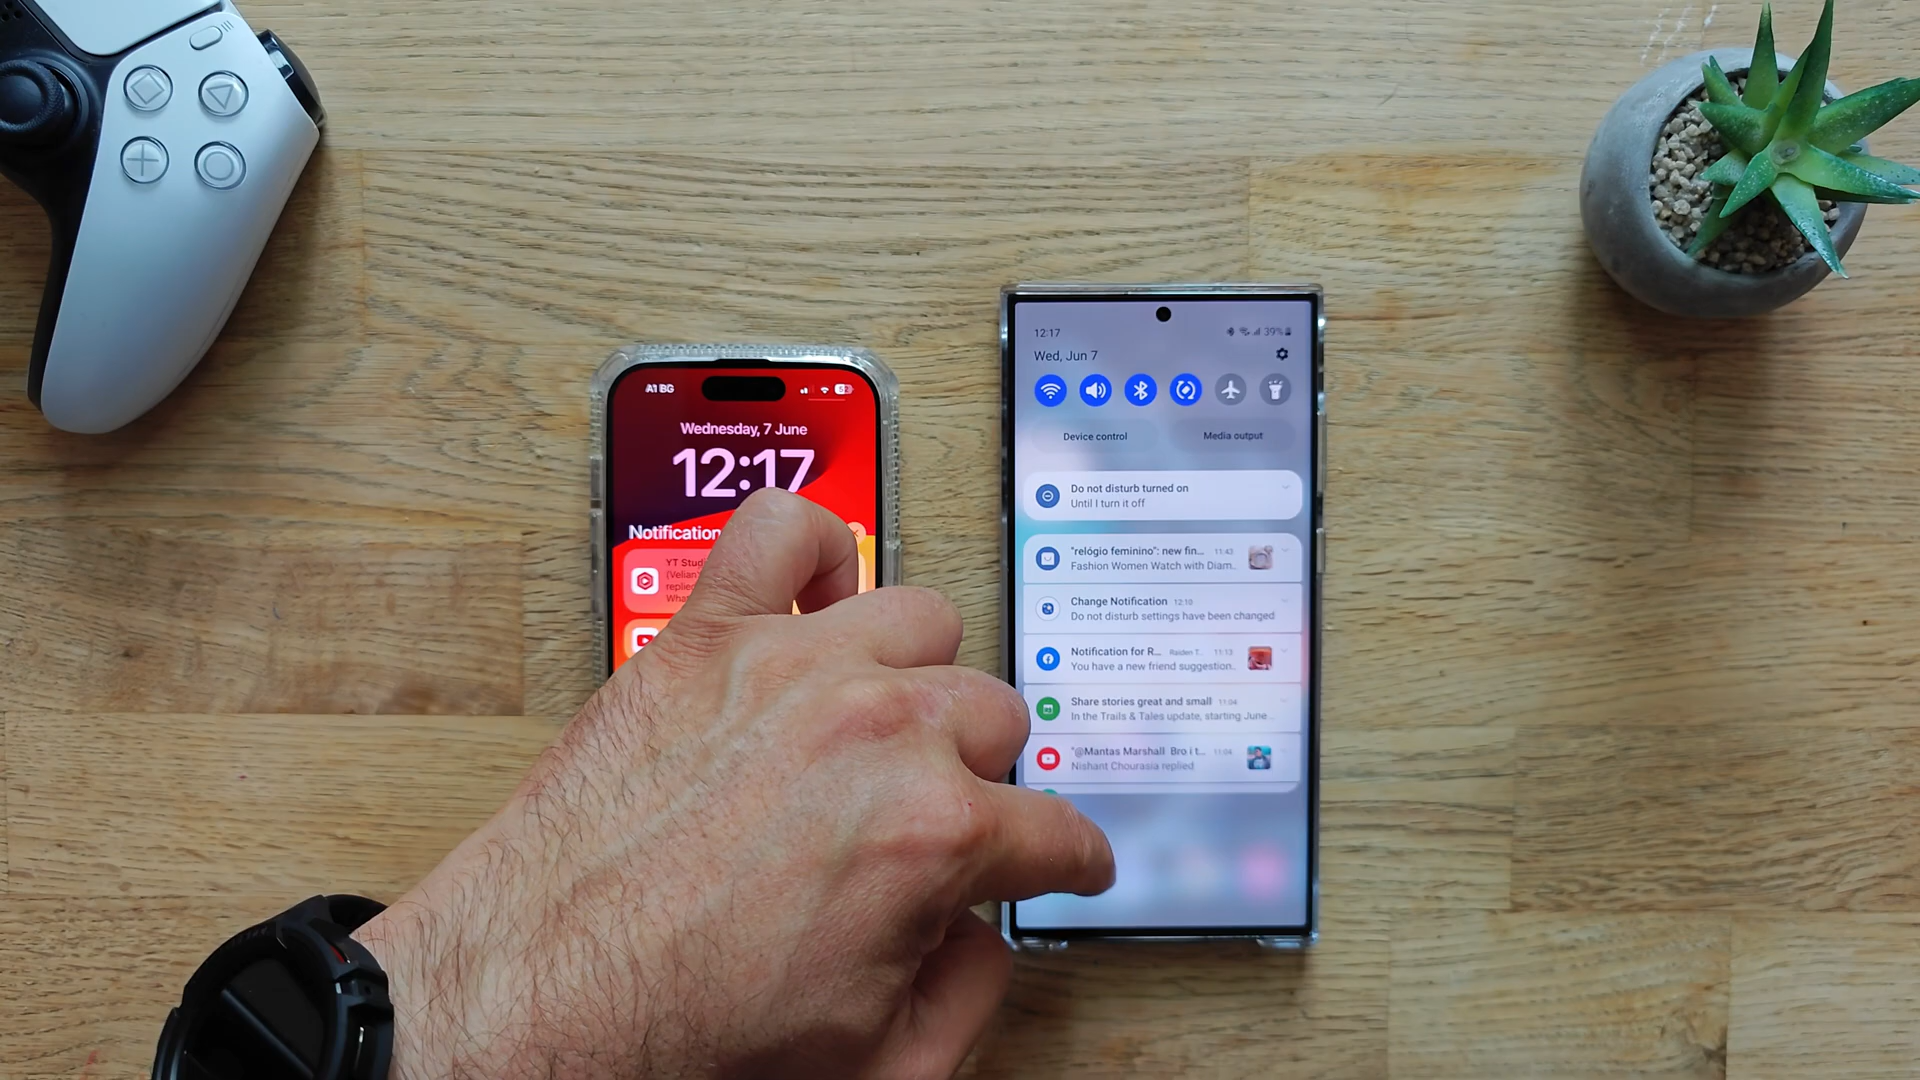 A1 BG
Wednesday, 7 June
12:17
Notification
YT Stud
(Velian
replie
Wha
12:17
39%
Wed, Jun 7
Device control
Media output
Do not disturb turned on
Until I turn it off
"relógio feminino": new fin... 11:43
Fashion Women Watch with Diam..
Change Notification 12:10
Do not disturb settings have been changed
Notification for R... Raiden T.. 11:13
You have a new friend suggestion..
Share stories great and small 11:04
In the Trails & Tales update, starting June...
"@Mantas Marshall Bro i t... 11:04
Nishant Chourasia replied